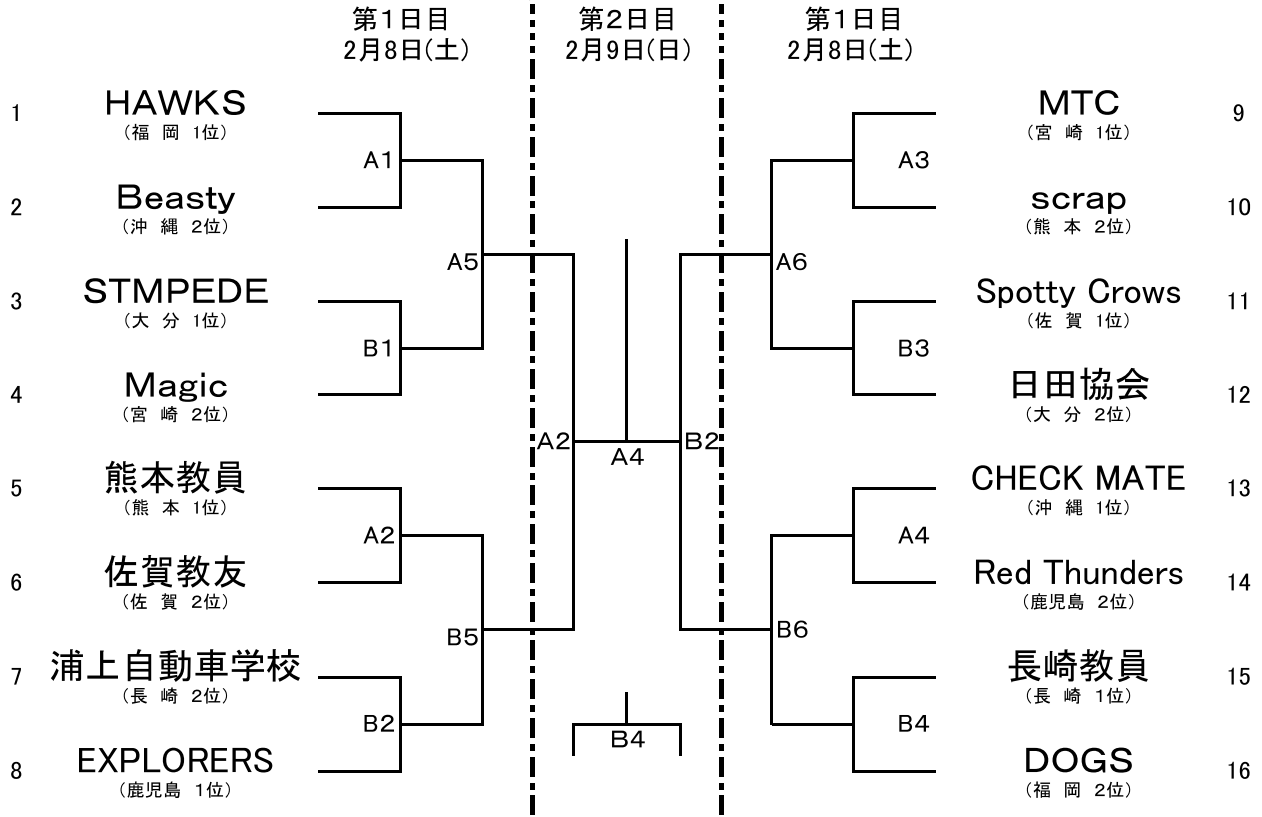 第1日目
2月8日(土)
第2日目
2月9日(日)
第1日目
2月8日(土)
1
HAWKS
(福 岡 1位)
2
Beasty
(沖 縄 2位)
A1
3
STMPEDE
(大 分 1位)
4
Magic
(宮 崎 2位)
B1
A5
5
熊本教員
(熊 本 1位)
6
佐賀教友
(佐 賀 2位)
A2
7
浦上自動車学校
(長 崎 2位)
8
EXPLORERS
(鹿児島 1位)
B2
B5
A2
A4
B2
B4
MTC
(宮 崎 1位)
9
A3
scrap
(熊 本 2位)
10
A6
Spotty Crows
(佐 賀 1位)
11
B3
日田協会
(大 分 2位)
12
CHECK MATE
(沖 縄 1位)
13
A4
Red Thunders
(鹿児島 2位)
14
B6
長崎教員
(長 崎 1位)
15
B4
DOGS
(福 岡 2位)
16